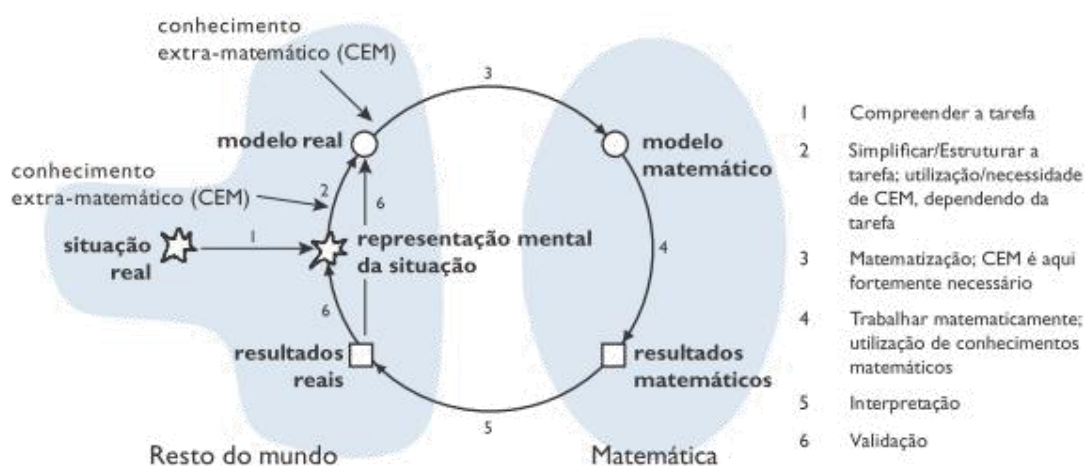 conhecimento
extra-matemático (CEM)
3
modelo real
modelo
matemático
conhecimento
extra-matemático (CEM)
2
6
situação
real
1
representação mental
da situação
4
6
resultados
reais
resultados
matemáticos
5
Resto do mundo
Matemática
1 Compreender a tarefa
2 Simplificar/Estruturar a
tarefa; utilização/necessidade
de CEM, dependendo da
tarefa
3 Matematização; CEM é aqui
fortemente necessário
4 Trabalhar matematicamente;
utilização de conhecimentos
matemáticos
5 Interpretação
6 Validação